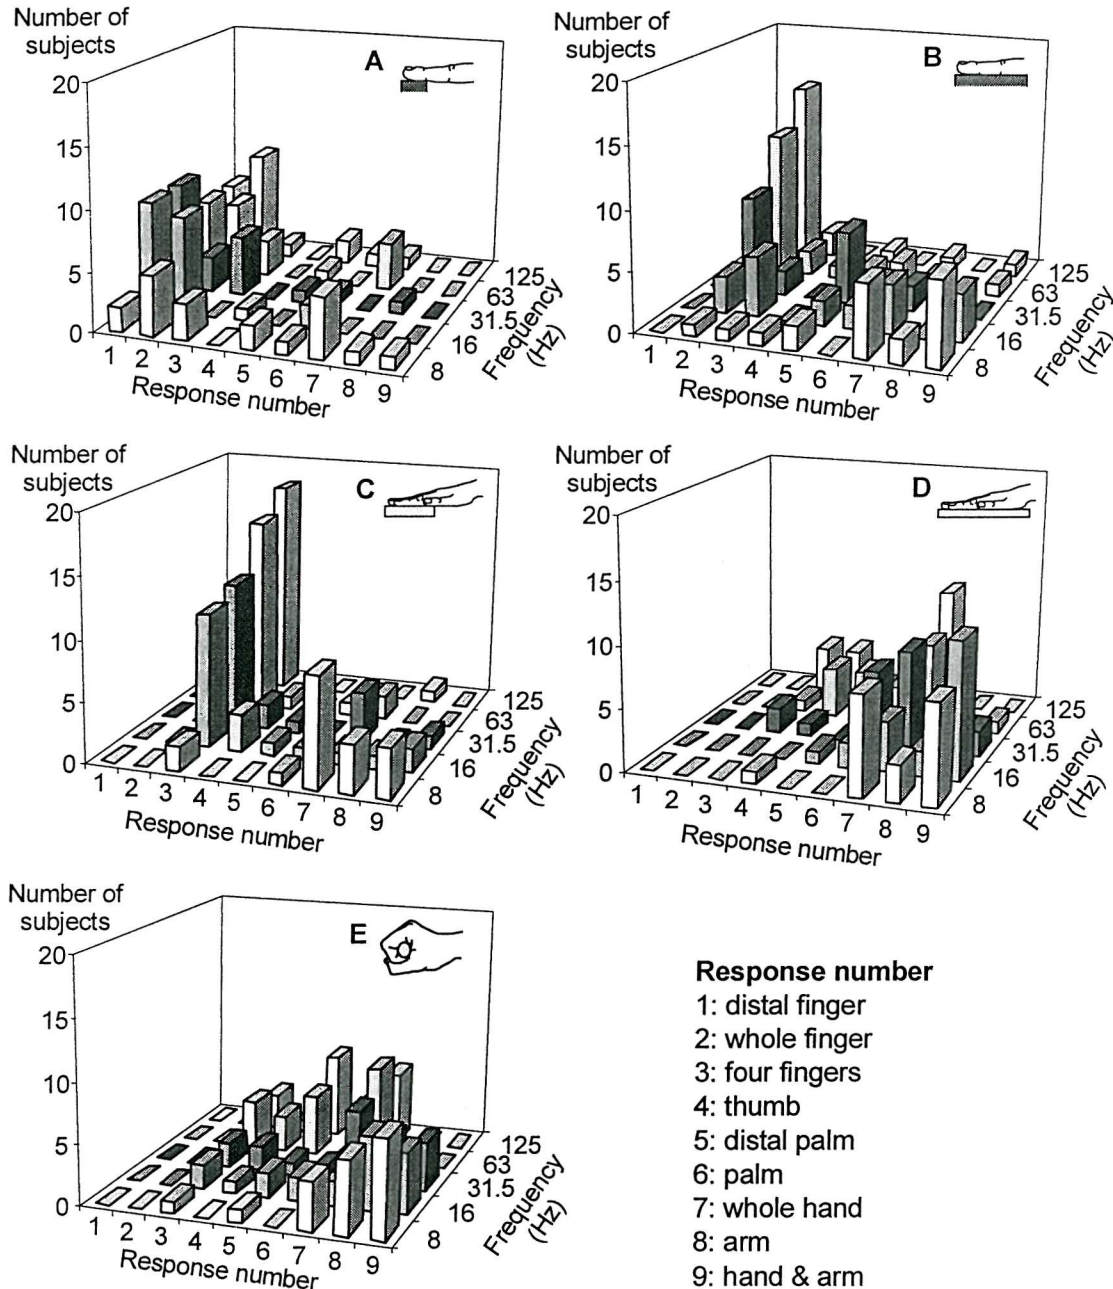 Number of
subjects
A
20
15
10
5
0
1 2 3 4 5 6 7 8 9
Response number
8
16
31.5
63
125
Frequency
(Hz)
Number of
subjects
B
20
15
10
5
0
1 2 3 4 5 6 7 8 9
Response number
8
16
31.5
63
125
Frequency
(Hz)
Number of
subjects
C
20
15
10
5
0
1 2 3 4 5 6 7 8 9
Response number
8
16
31.5
63
125
Frequency
(Hz)
Number of
subjects
D
20
15
10
5
0
1 2 3 4 5 6 7 8 9
Response number
8
16
31.5
63
125
Frequency
(Hz)
Number of
subjects
E
20
15
10
5
0
1 2 3 4 5 6 7 8 9
Response number
8
16
31.5
63
125
Frequency
(Hz)
Response number
1: distal finger
2: whole finger
3: four fingers
4: thumb
5: distal palm
6: palm
7: whole hand
8: arm
9: hand & arm